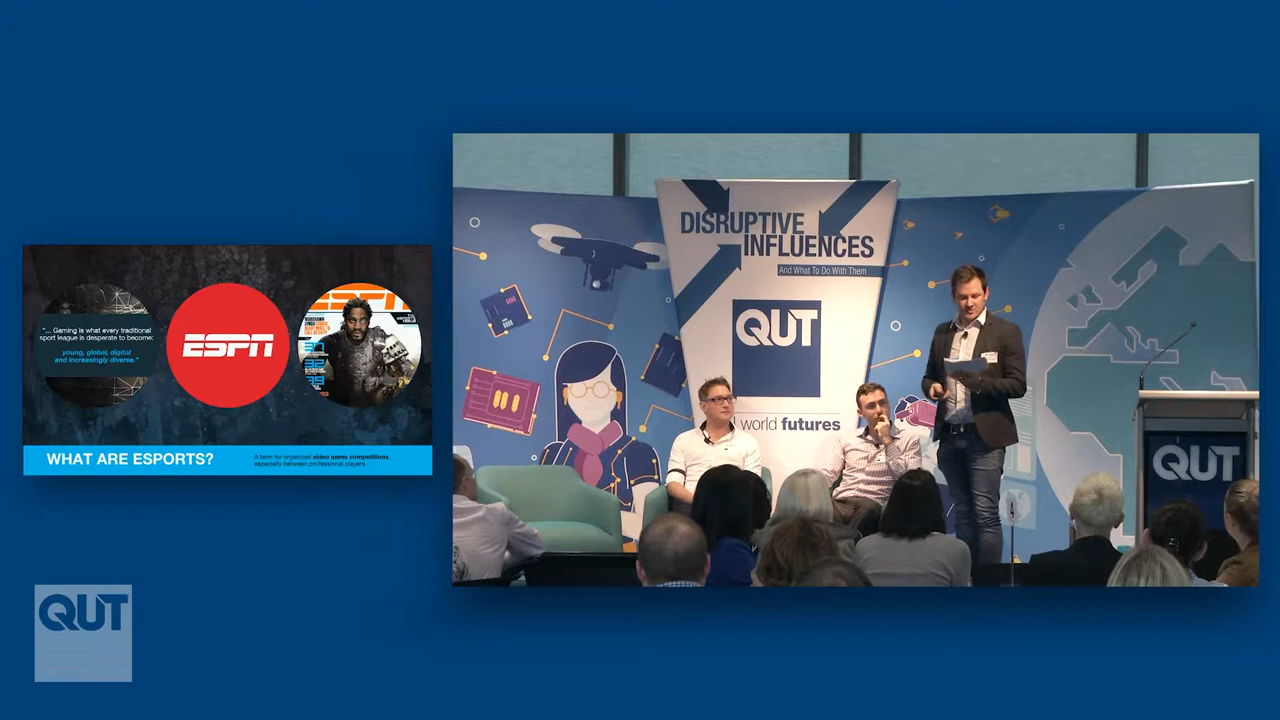 "... Gaming is what every traditional
sport league is desperate to become:
young, global, digital
and increasingly diverse."
ESPN
ESPN
WHAT ARE ESPORTS?
A term for organized video game competitions,
especially between professional players.
QUT
DISRUPTIVE
INFLUENCES
And What To Do With Them
QUT
world futures
QUT